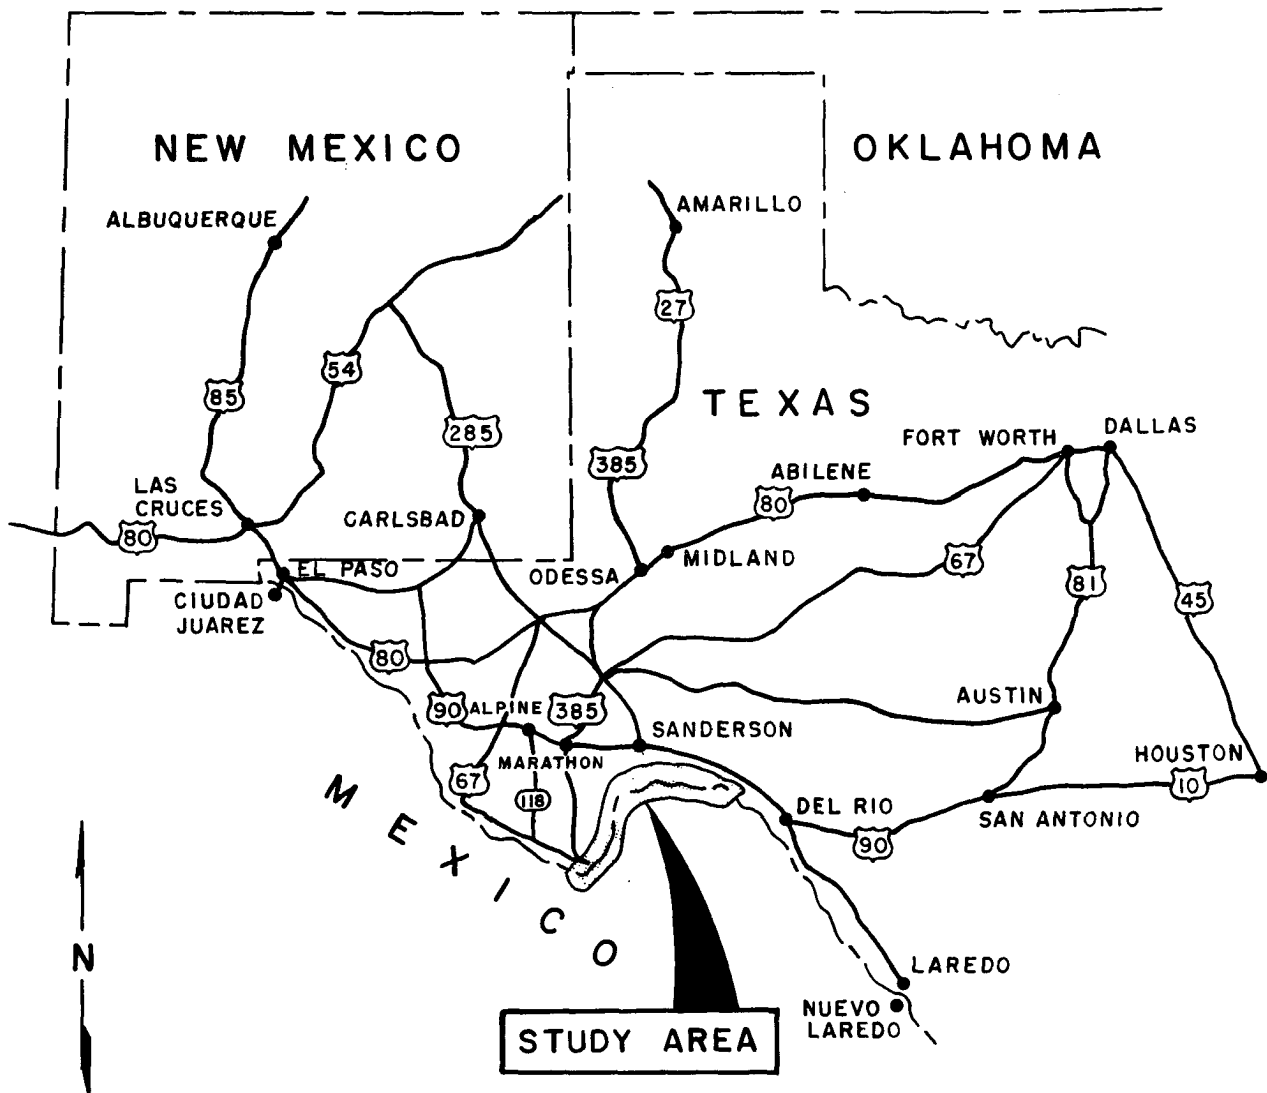 NEW MEXICO
OKLAHOMA
ALBUQUERQUE
AMARILLO
27
54
85
TEXAS
285
385
FORT WORTH
DALLAS
ABILENE
80
LAS
CRUCES
CARLSBAD
80
67
MIDLAND
ODESSA
EL PASO
CIUDAD
JUAREZ
81
45
80
90
ALPINE
385
AUSTIN
SANDERSON
MARATHON
HOUSTON
67
118
10
DEL RIO
SAN ANTONIO
90
MEXICO
N
LAREDO
NUEVO
LAREDO
STUDY AREA